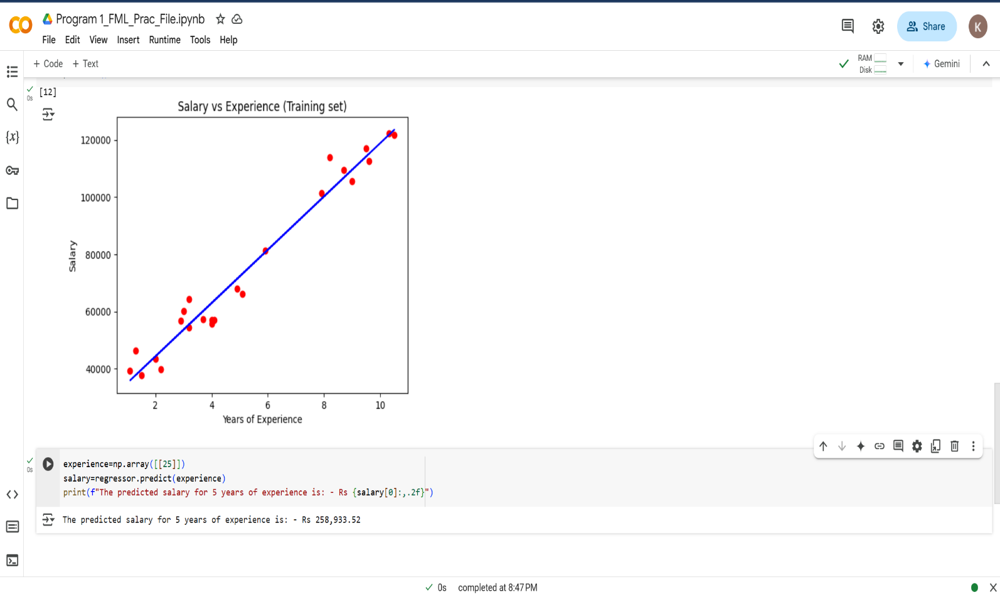 Program 1_FML_Prac_File.ipynb
File Edit View Insert Runtime Tools Help
Share
K
+ Code + Text
RAM
Disk
Gemini
0s
[12]
Salary vs Experience (Training set)
120000
100000
80000
60000
40000
Salary
2 4 6 8 10
Years of Experience
{x}
0s
experience=np.array([[25]])
salary=regressor.predict(experience)
print(f"The predicted salary for 5 years of experience is: - Rs {salary[0]:,.2f}")
The predicted salary for 5 years of experience is: - Rs 258,933.52
0s completed at 8:47 PM